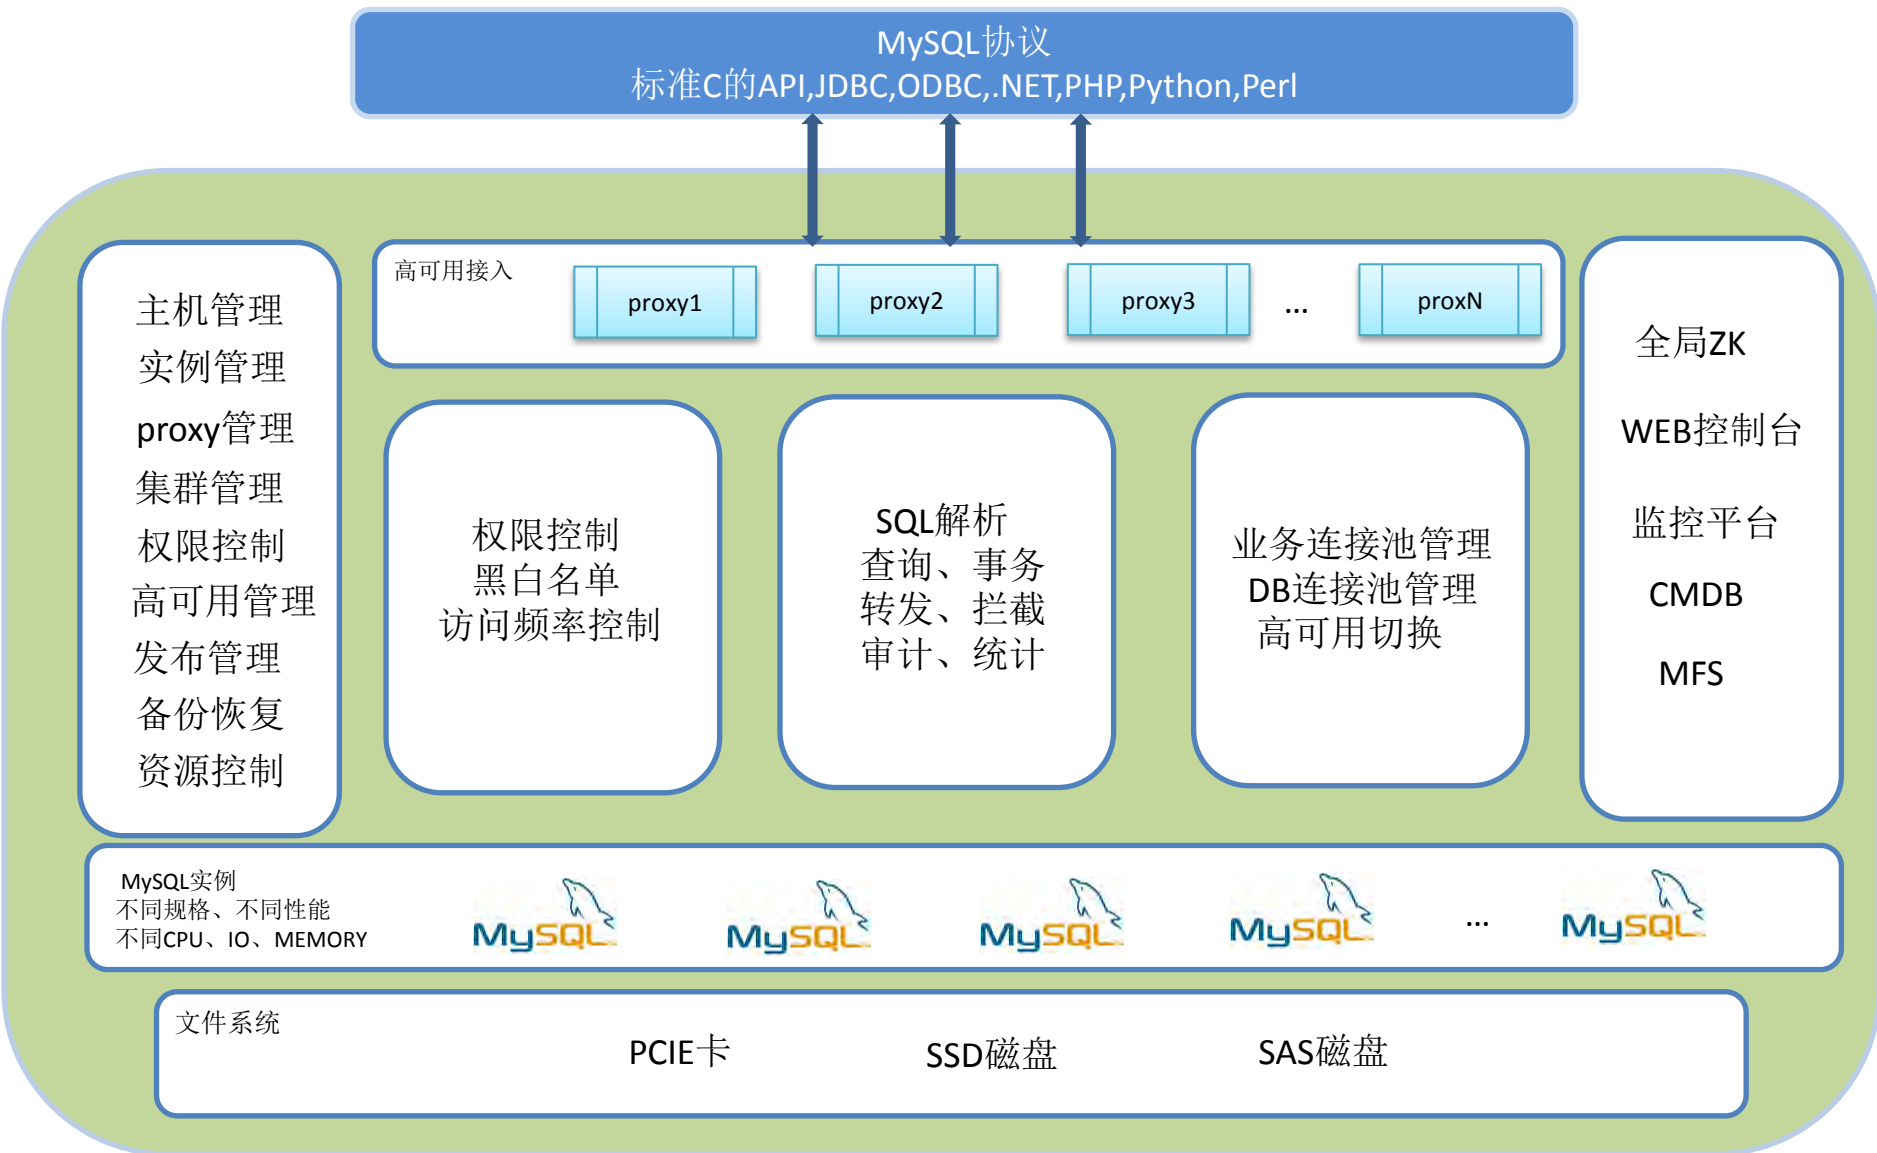 MySQL协议
标准C的API,JDBC,ODBC,.NET,PHP,Python,Perl
主机管理
实例管理
proxy管理
集群管理
权限控制
高可用管理
发布管理
备份恢复
资源控制
高可用接入
proxy1
proxy2
proxy3
...
proxN
权限控制
黑白名单
访问频率控制
SQL解析
查询、事务
转发、拦截
审计、统计
业务连接池管理
DB连接池管理
高可用切换
全局ZK
WEB控制台
监控平台
CMDB
MFS
MySQL实例
不同规格、不同性能
不同CPU、IO、MEMORY
MySQL
MySQL
MySQL
MySQL
...
MySQL
文件系统
PCIE卡
SSD磁盘
SAS磁盘